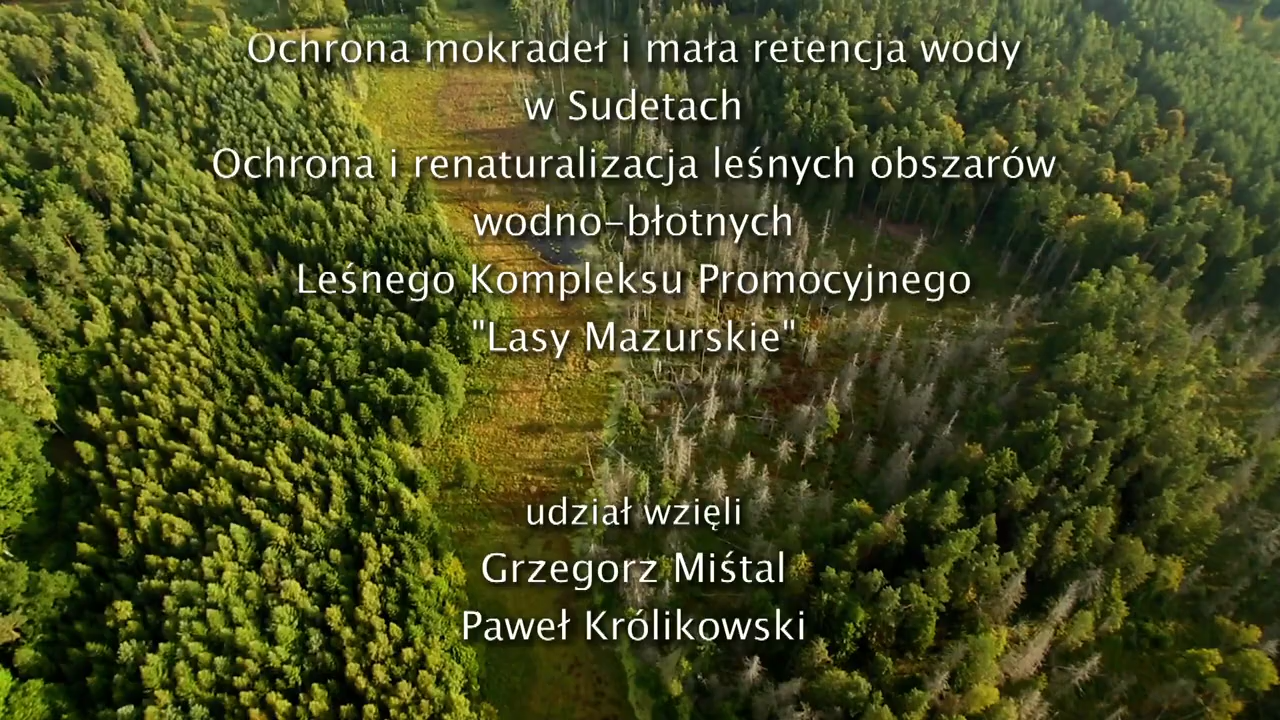 Ochrona mokradeł i mała retencja wody
w Sudetach
Ochrona i renaturalizacja leśnych obszarów
wodno-błotnych
Leśnego Kompleksu Promocyjnego
"Lasy Mazurskie"
udział wzięli
Grzegorz Miśtal
Paweł Królikowski